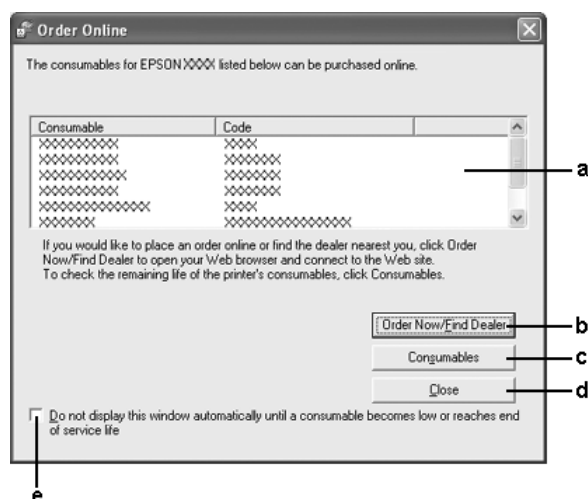 Order Online
The consumables for EPSON XXXX listed below can be purchased online.
Consumable Code
XXXXXXXXXX XXXX
XXXXXXXXXX XXXXXXX
XXXXXXXXXXX XXXXXXX
XXXXXXXXXX XXXXXXX
XXXXXXXXXXXXXX XXXX
XXXXXXX XXXXXXXXXXXXXXXX
a
If you would like to place an order online or find the dealer nearest you, click Order
Now/Find Dealer to open your Web browser and connect to the Web site.
To check the remaining life of the printer's consumables, click Consumables.
Order Now/Find Dealer b
Consumables c
Close d
Do not display this window automatically until a consumable becomes low or reaches end
of service life
e